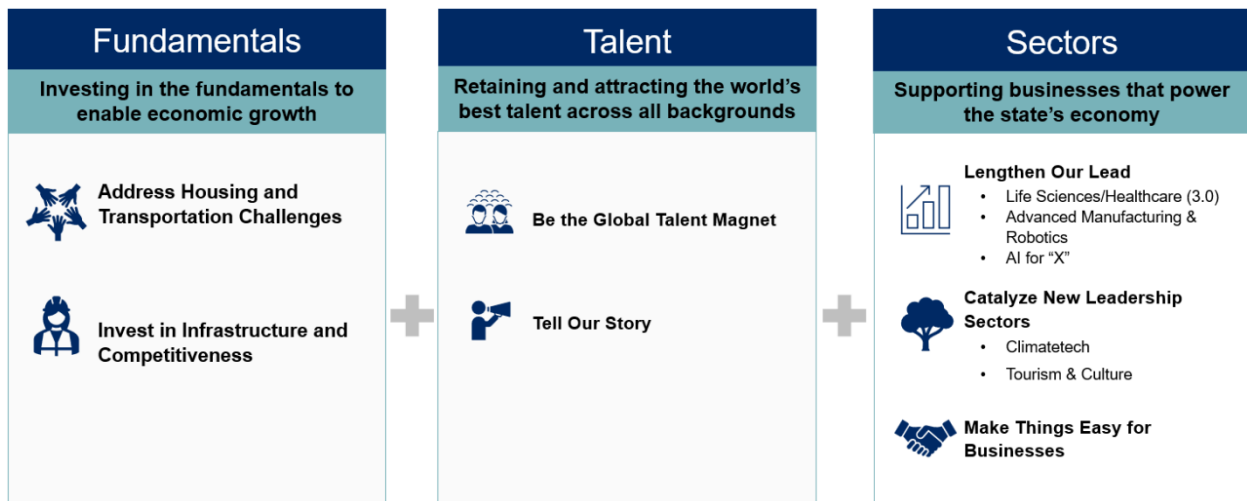 Fundamentals
Investing in the fundamentals to
enable economic growth
Address Housing and
Transportation Challenges
Invest in Infrastructure and
Competitiveness
Talent
Retaining and attracting the world’s
best talent across all backgrounds
Be the Global Talent Magnet
Tell Our Story
Sectors
Supporting businesses that power
the state’s economy
Lengthen Our Lead
• Life Sciences/Healthcare (3.0)
• Advanced Manufacturing &
Robotics
• AI for “X”
Catalyze New Leadership
Sectors
• Climatetech
• Tourism & Culture
Make Things Easy for
Businesses